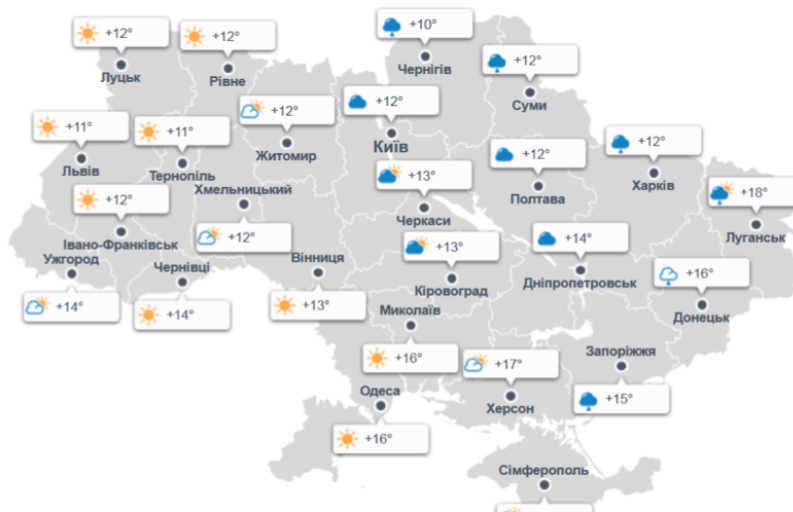 +12°
Луцьк
+12°
Рівне
+10°
Чернігів
+12°
Суми
+12°
Житомир
+12°
Київ
+11°
Львів
+11°
Тернопіль
+12°
Полтава
+12°
Харків
+13°
Черкаси
+18°
Луганськ
Хмельницький
+12°
+12°
Івано-Франківськ
Ужгород
+14°
Чернівці
+14°
Вінниця
+13°
+13°
Кіровоград
+14°
Дніпропетровськ
+16°
Донецьк
Миколаїв
+16°
+17°
Херсон
Запоріжжя
+15°
Одеса
+16°
Сімферополь